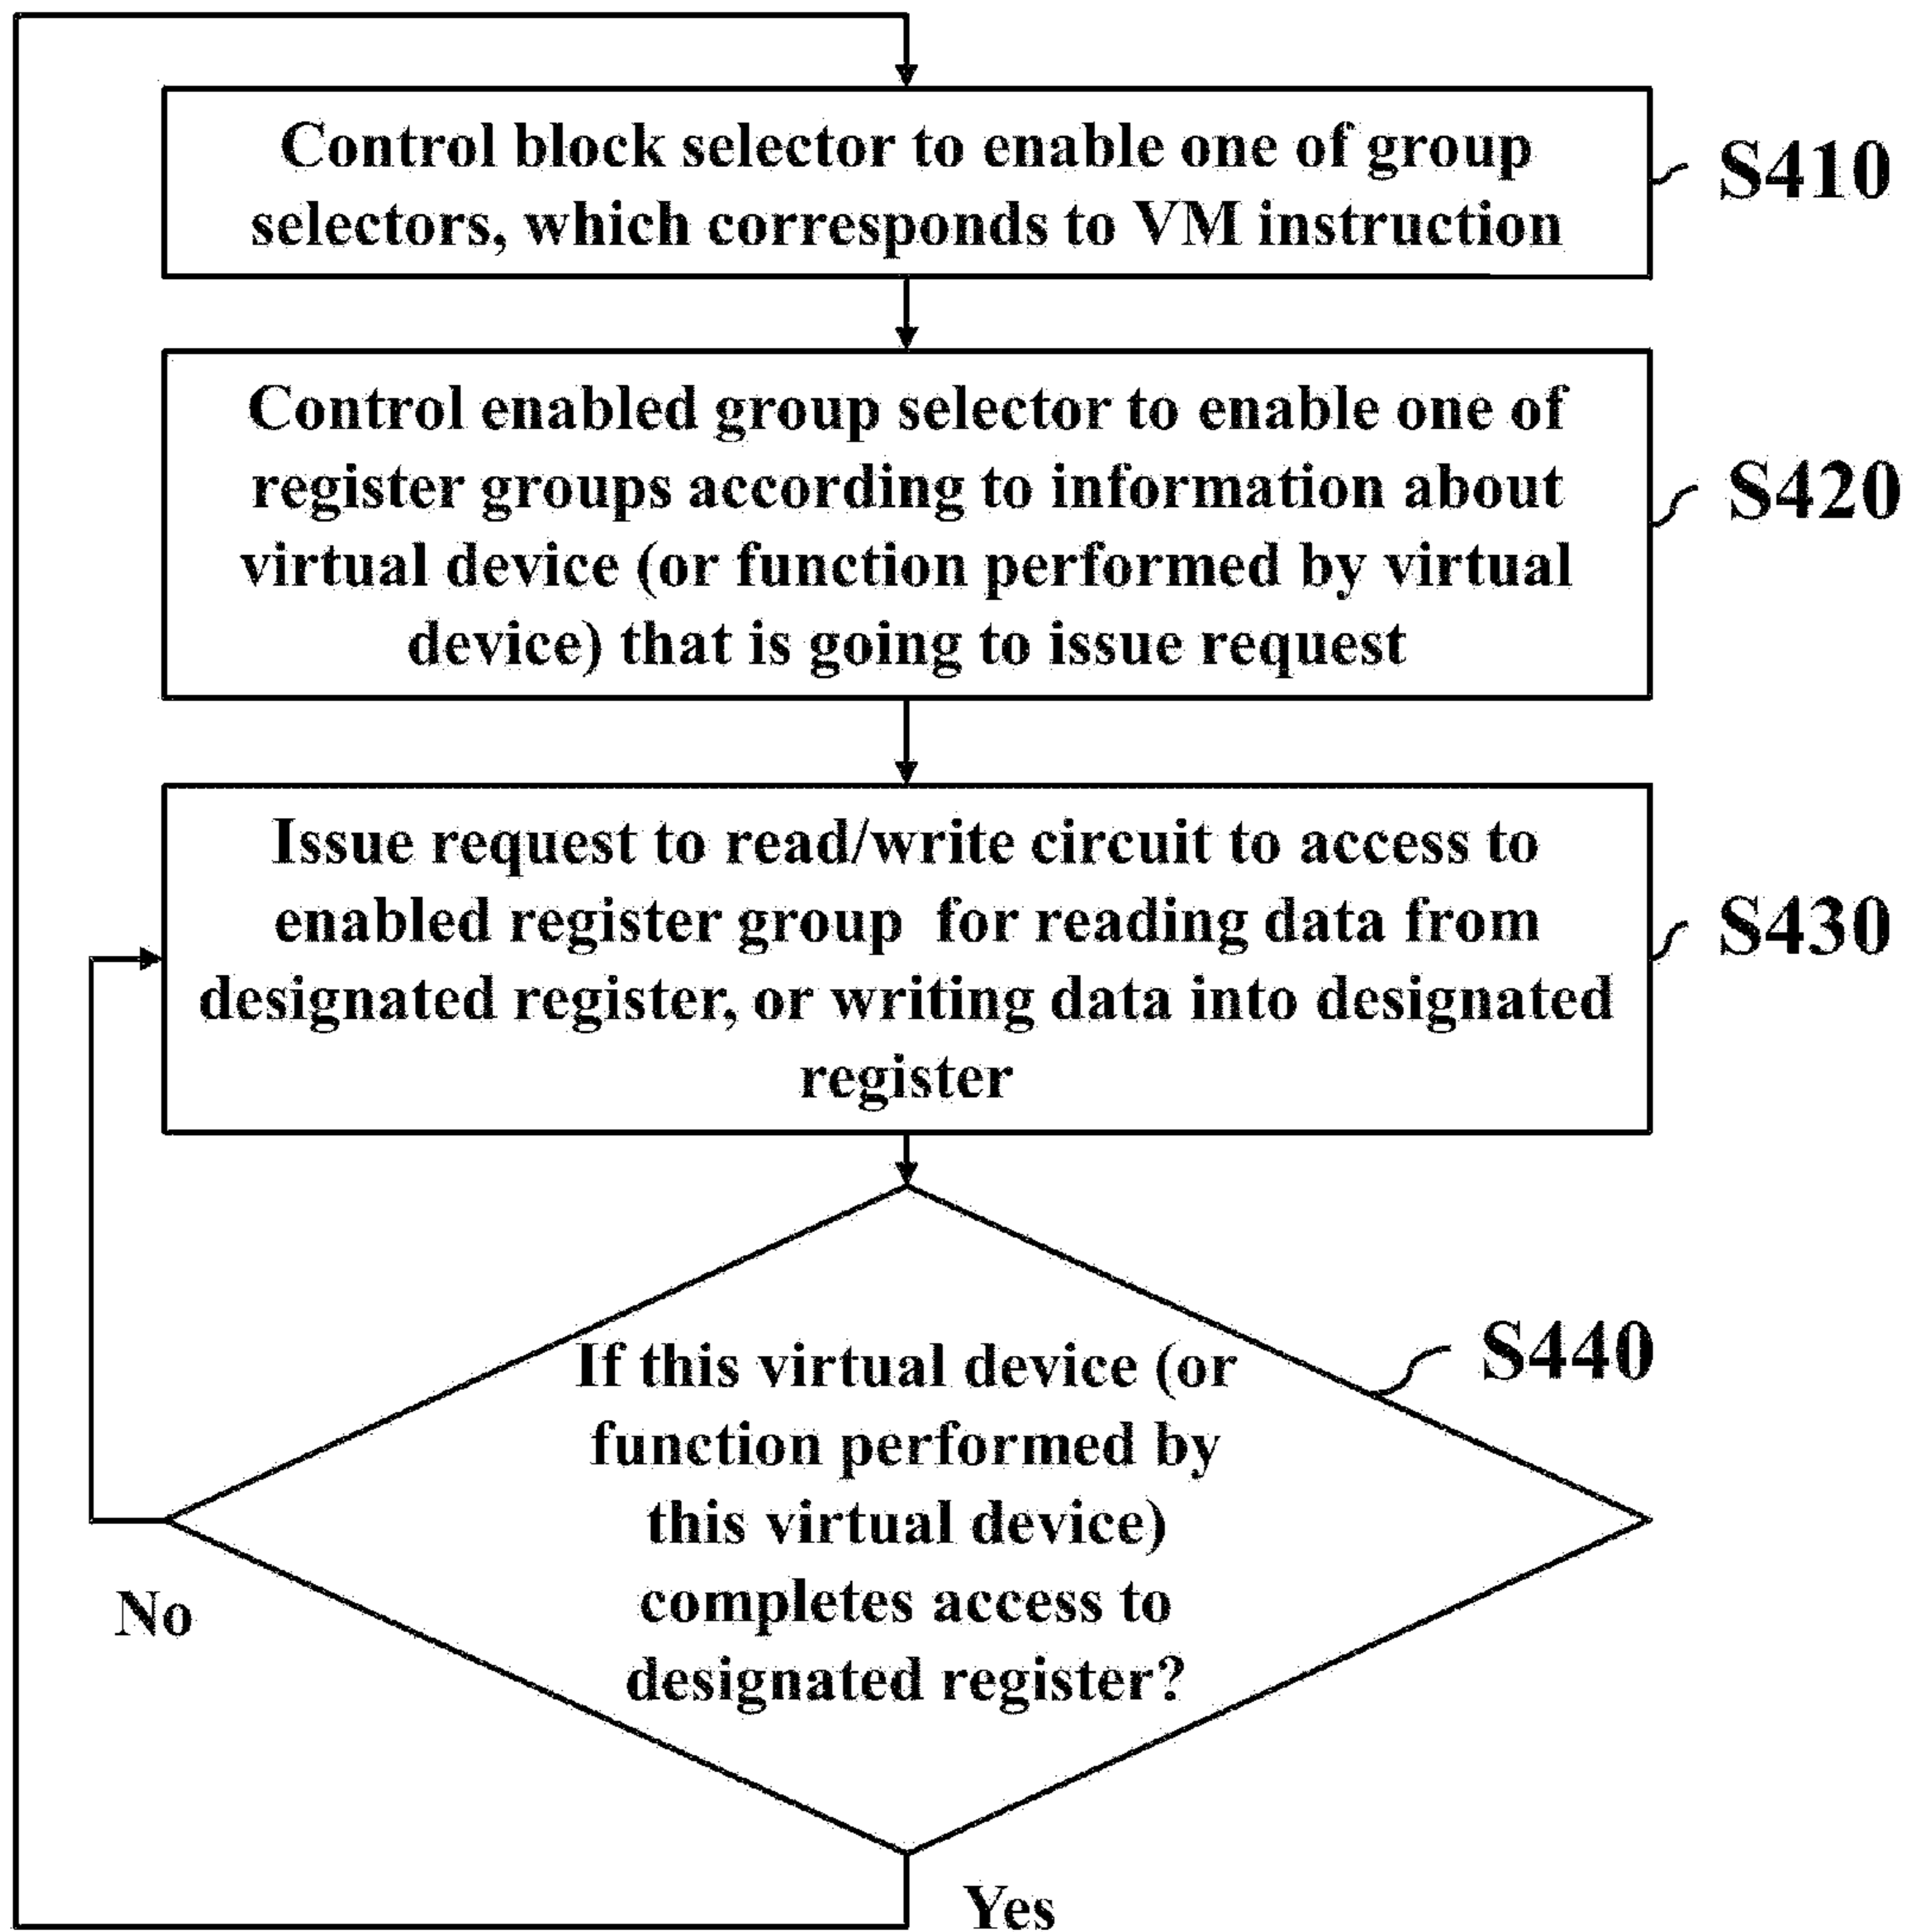 Control block selector to enable one of group
selectors, which corresponds to VM instruction
S410
Control enabled group selector to enable one of
register groups according to information about
virtual device (or function performed by virtual
device) that is going to issue request
S420
Issue request to read/write circuit to access to
enabled register group for reading data from
designated register, or writing data into designated
register
S430
If this virtual device (or
function performed by
this virtual device)
completes access to
designated register?
S440
No
Yes